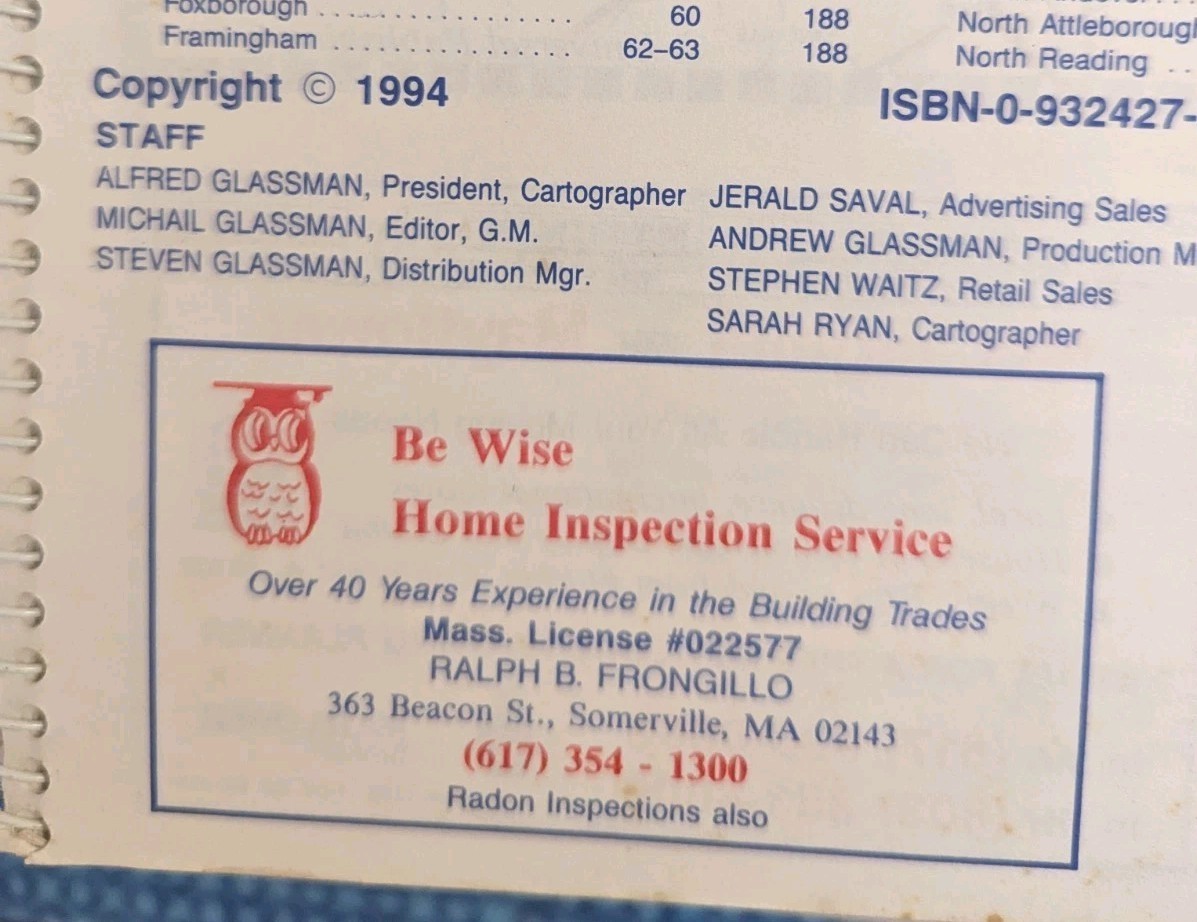 Foxborough .................... 60 188 North Attleborough
Framingham .................... 62–63 188 North Reading ..
Copyright © 1994 ISBN-0-932427-
STAFF
ALFRED GLASSMAN, President, Cartographer JERALD SAVAL, Advertising Sales
MICHAIL GLASSMAN, Editor, G.M. ANDREW GLASSMAN, Production M
STEVEN GLASSMAN, Distribution Mgr. STEPHEN WAITZ, Retail Sales
SARAH RYAN, Cartographer
Be Wise
Home Inspection Service
Over 40 Years Experience in the Building Trades
Mass. License #022577
RALPH B. FRONGILLO
363 Beacon St., Somerville, MA 02143
(617) 354 - 1300
Radon Inspections also